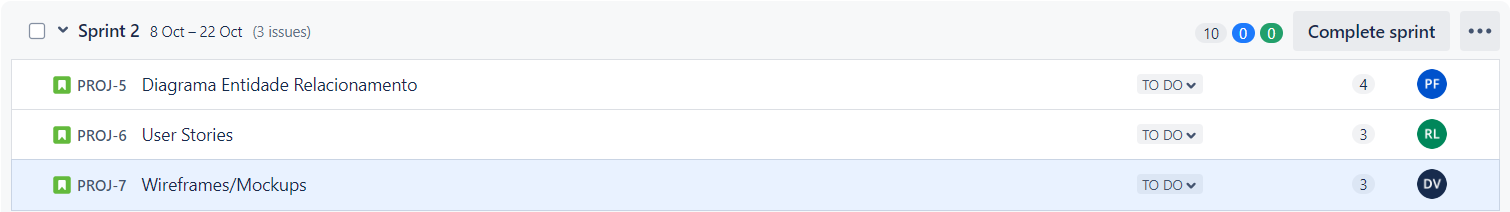 Sprint 2 8 Oct – 22 Oct (3 issues) 10 0 0 Complete sprint
PROJ-5 Diagrama Entidade Relacionamento TO DO 4 PF
PROJ-6 User Stories TO DO 3 RL
PROJ-7 Wireframes/Mockups TO DO 3 DV